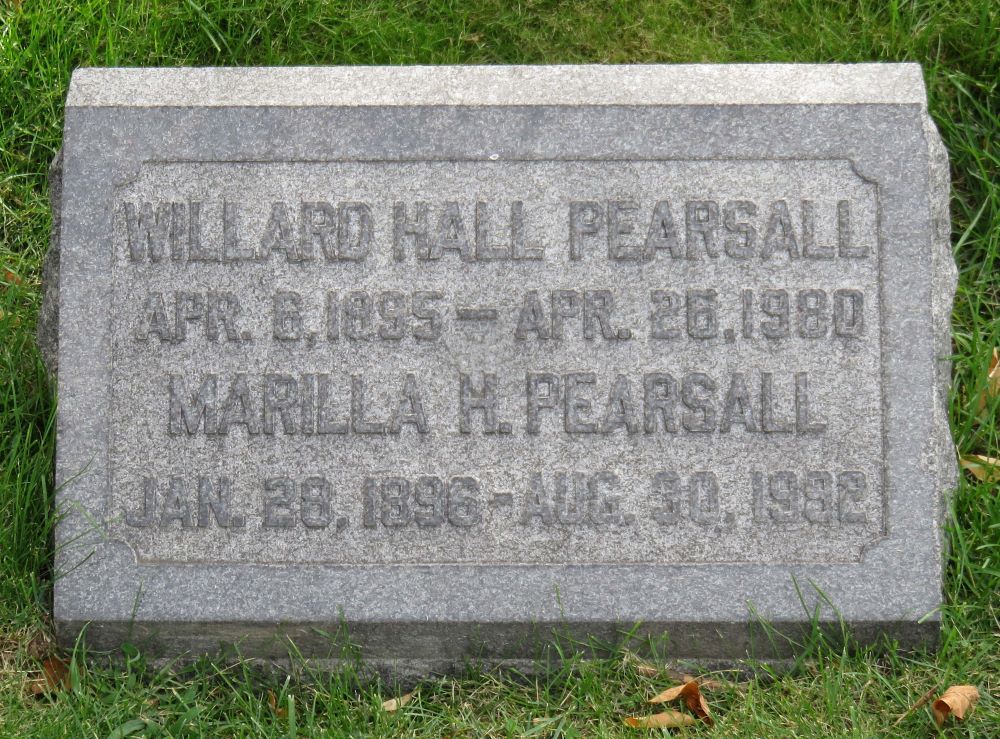 WILLARD HALL PEARSALL
APR. 6, 1895 — APR. 26, 1980
MARILLA H. PEARSALL
JAN. 28, 1896 - AUG. 30, 1982